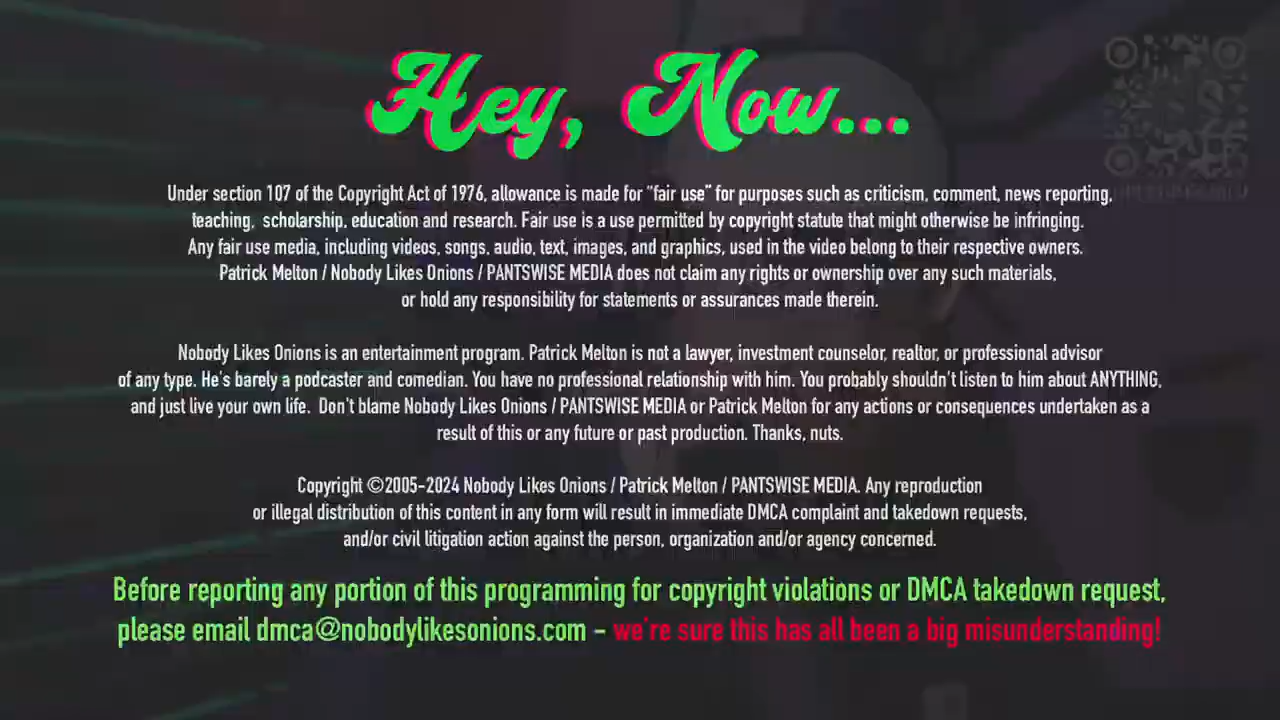 Hey, Now...
Under section 107 of the Copyright Act of 1976, allowance is made for “fair use” for purposes such as criticism, comment, news reporting,
teaching, scholarship, education and research. Fair use is a use permitted by copyright statute that might otherwise be infringing.
Any fair use media, including videos, songs, audio, text, images, and graphics, used in the video belong to their respective owners.
Patrick Melton / Nobody Likes Onions / PANTSWISE MEDIA does not claim any rights or ownership over any such materials,
or hold any responsibility for statements or assurances made therein.
Nobody Likes Onions is an entertainment program. Patrick Melton is not a lawyer, investment counselor, realtor, or professional advisor
of any type. He's barely a podcaster and comedian. You have no professional relationship with him. You probably shouldn't listen to him about ANYTHING,
and just live your own life. Don't blame Nobody Likes Onions / PANTSWISE MEDIA or Patrick Melton for any actions or consequences undertaken as a
result of this or any future or past production. Thanks, nuts.
Copyright ©2005-2024 Nobody Likes Onions / Patrick Melton / PANTSWISE MEDIA. Any reproduction
or illegal distribution of this content in any form will result in immediate DMCA complaint and takedown requests,
and/or civil litigation action against the person, organization and/or agency concerned.
Before reporting any portion of this programming for copyright violations or DMCA takedown request,
please email dmca@nobodylikesonions.com - we're sure this has all been a big misunderstanding!